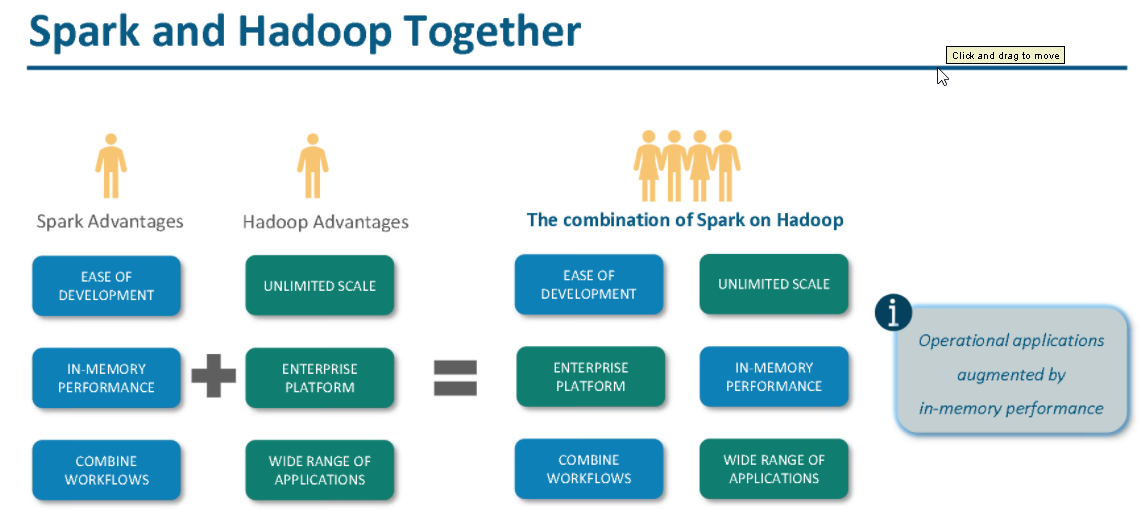 Spark and Hadoop Together
Click and drag to move
Spark Advantages
Hadoop Advantages
The combination of Spark on Hadoop
EASE OF
DEVELOPMENT
UNLIMITED SCALE
EASE OF
DEVELOPMENT
UNLIMITED SCALE
IN-MEMORY
PERFORMANCE
ENTERPRISE
PLATFORM
ENTERPRISE
PLATFORM
IN-MEMORY
PERFORMANCE
COMBINE
WORKFLOWS
WIDE RANGE OF
APPLICATIONS
COMBINE
WORKFLOWS
WIDE RANGE OF
APPLICATIONS
i
Operational applications
augmented by
in-memory performance